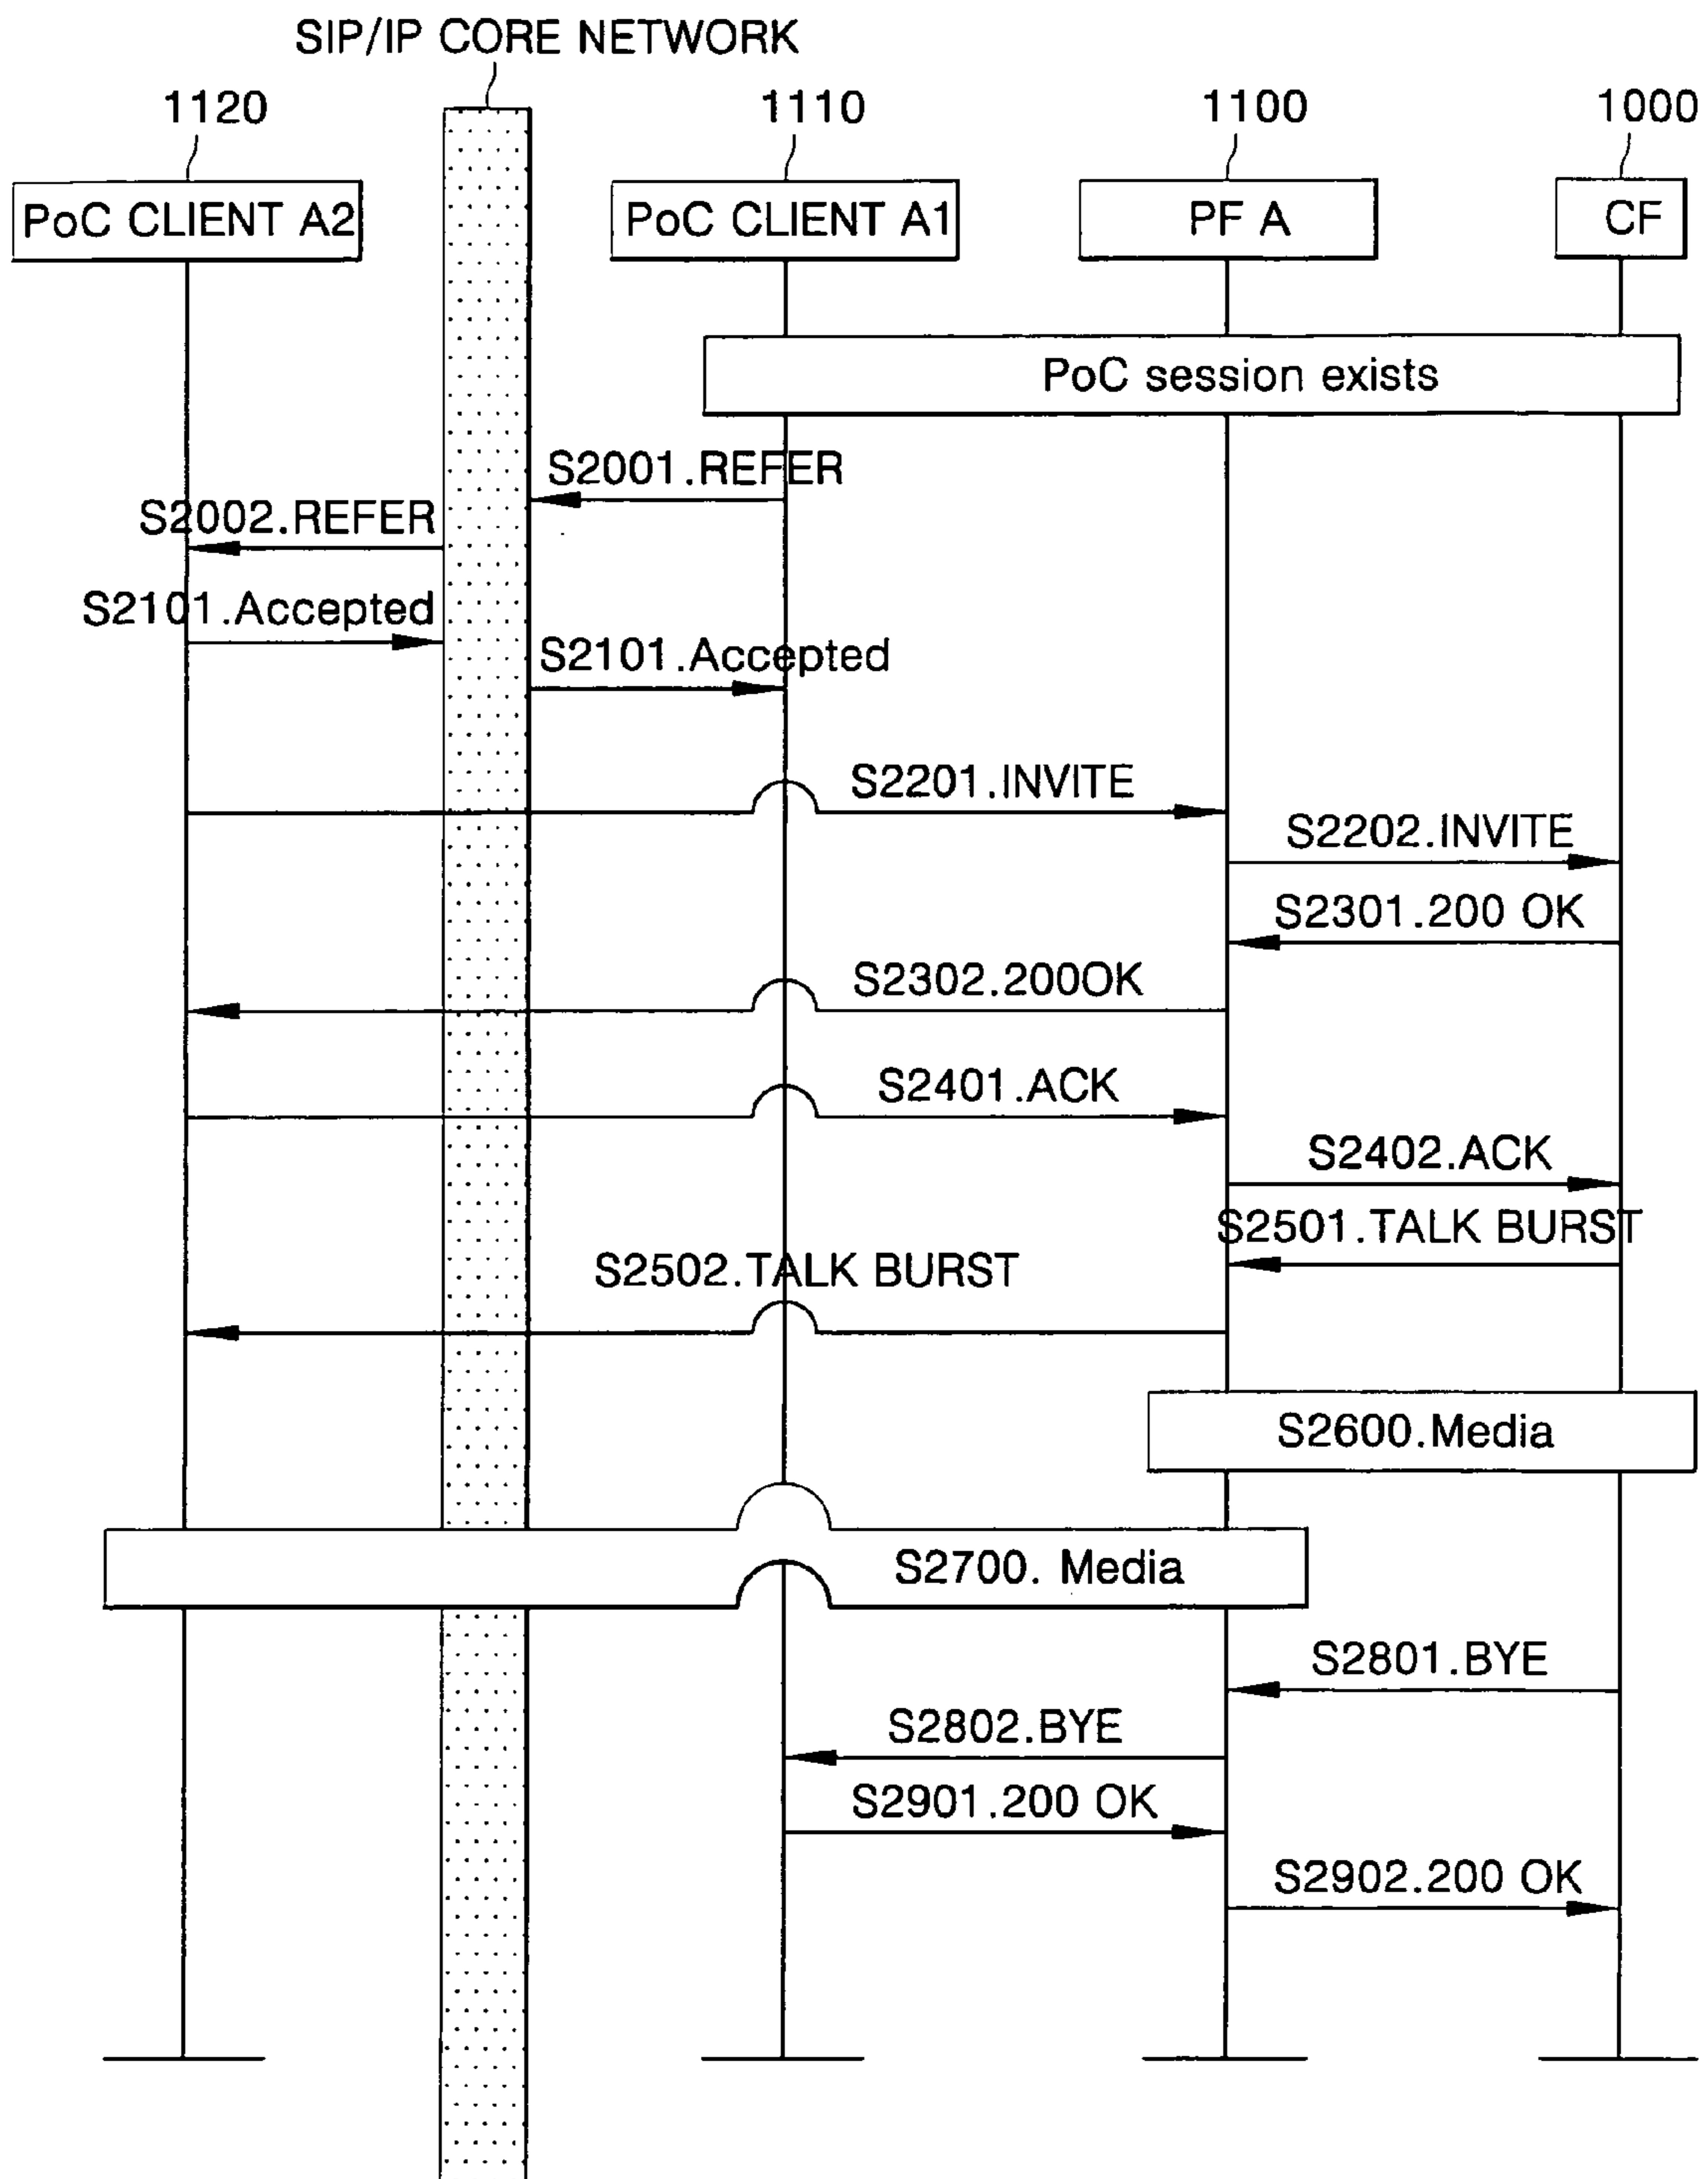 SIP/IP CORE NETWORK
1120
1110
1100
1000
PoC CLIENT A2
PoC CLIENT A1
PF A
CF
PoC session exists
S2001.REFER
S2002.REFER
S2101.Accepted
S2101.Accepted
S2201.INVITE
S2202.INVITE
S2301.200 OK
S2302.200OK
S2401.ACK
S2402.ACK
S2501.TALK BURST
S2502.TALK BURST
S2600.Media
S2700. Media
S2801.BYE
S2802.BYE
S2901.200 OK
S2902.200 OK